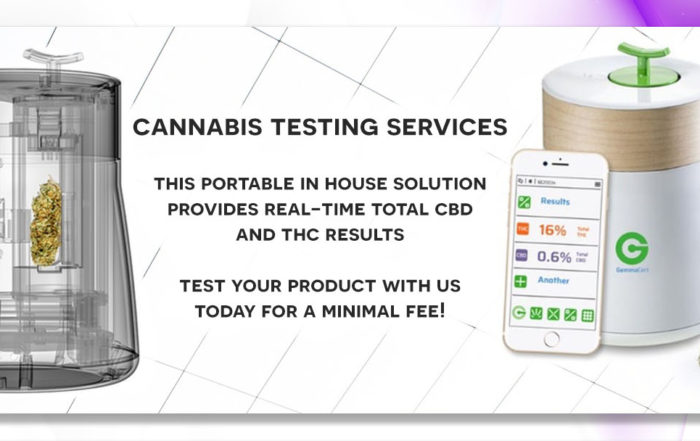 CANNABIS TESTING SERVICES
THIS PORTABLE IN HOUSE SOLUTION
PROVIDES REAL-TIME TOTAL CBD
AND THC RESULTS
TEST YOUR PRODUCT WITH US
TODAY FOR A MINIMAL FEE!
Results
THC 16% Total THC
CBD 0.6% Total CBD
Another
GemmaCert